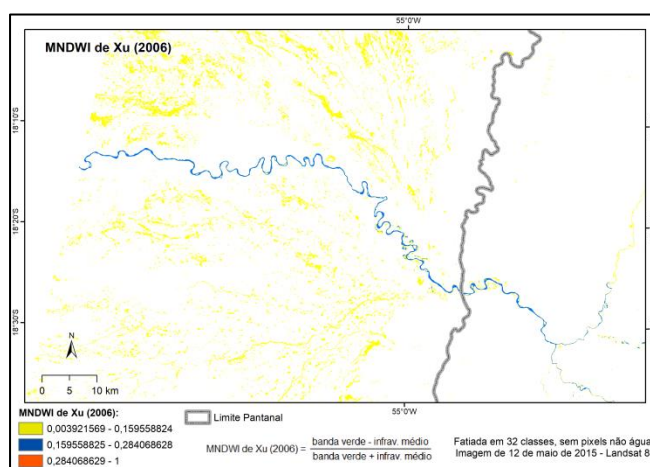 55°0'W
MNDWI de Xu (2006)
18°10'S
18°20'S
18°30'S
N
0 5 10 km
55°0'W
MNDWI de Xu (2006):
0,003921569 - 0,159558824
0,159558825 - 0,284068628
0,284068629 - 1
Limite Pantanal
MNDWI de Xu (2006) = banda verde - infrav. médio
banda verde + infrav. médio
Fatiada em 32 classes, sem pixels não água
Imagem de 12 de maio de 2015 - Landsat 8